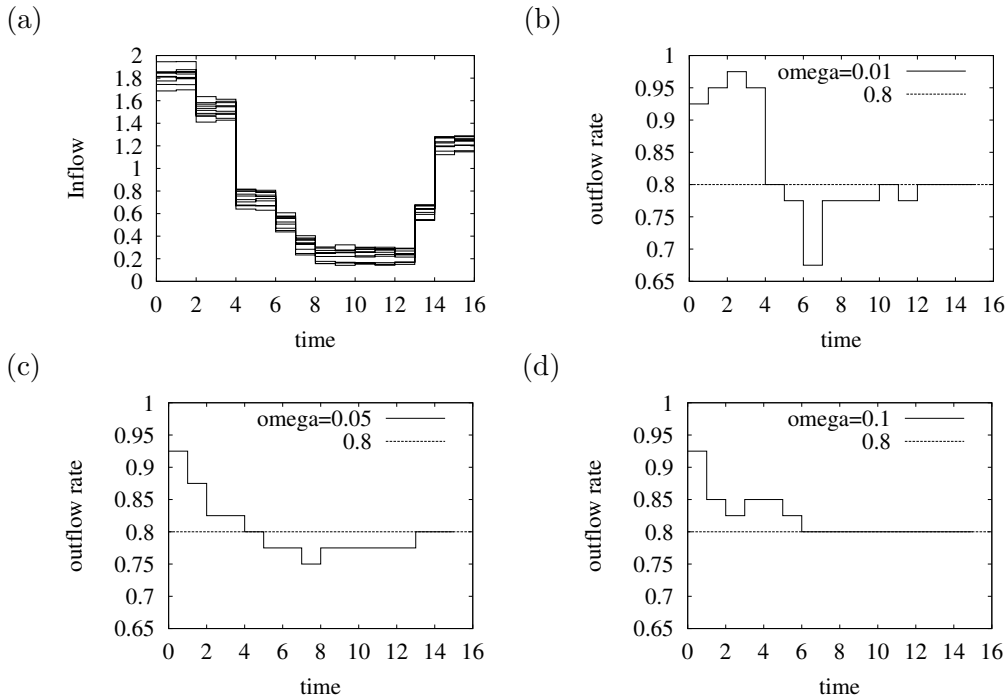 (a)
2
1.8
1.6
1.4
1.2
1
0.8
0.6
0.4
0.2
0
Inflow
0 2 4 6 8 10 12 14 16
time
(b)
1
0.95
0.9
0.85
0.8
0.75
0.7
0.65
outflow rate
omega=0.01
0.8
0 2 4 6 8 10 12 14 16
time
(c)
1
0.95
0.9
0.85
0.8
0.75
0.7
0.65
outflow rate
omega=0.05
0.8
0 2 4 6 8 10 12 14 16
time
(d)
1
0.95
0.9
0.85
0.8
0.75
0.7
0.65
outflow rate
omega=0.1
0.8
0 2 4 6 8 10 12 14 16
time